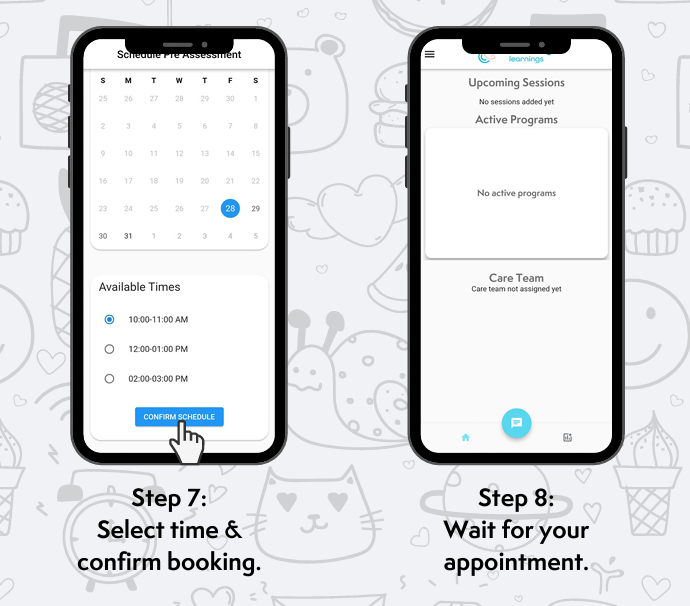 Schedule Pre Assessment
S M T W T F S
25 26 27 28 29 30 1
2 3 4 5 6 7 8
9 10 11 12 13 14 15
16 17 18 19 20 21 22
23 24 25 26 27 28 29
30 31 1 2 3 4 5
Available Times
10:00-11:00 AM
12:00-01:00 PM
02:00-03:00 PM
CONFIRM SCHEDULE
Step 7:
Select time &
confirm booking.
learnings
Upcoming Sessions
No sessions added yet
Active Programs
No active programs
Care Team
Care team not assigned yet
Step 8:
Wait for your
appointment.